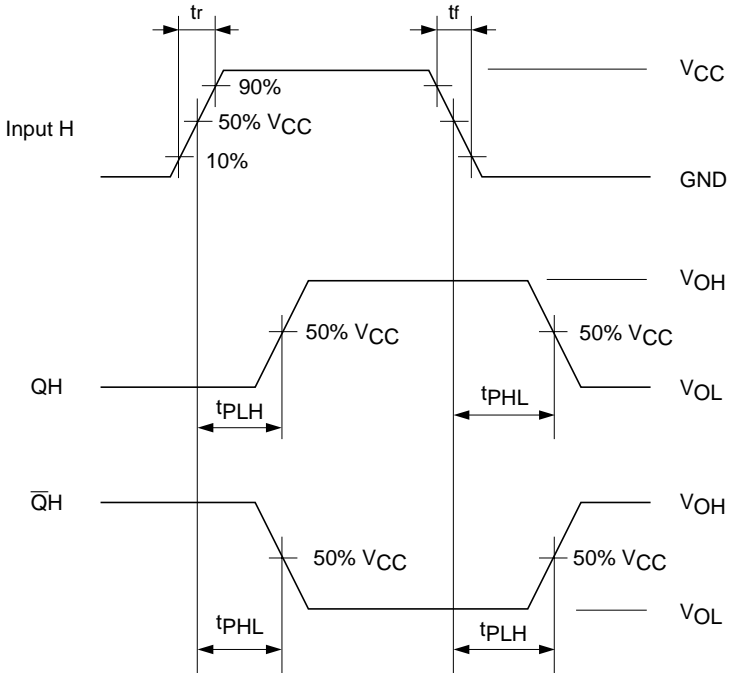 tr
tf
VCC
90%
Input H
50% VCC
10%
GND
VOH
50% VCC
50% VCC
QH
VOL
tPLH
tPHL
Q̅H
VOH
50% VCC
50% VCC
VOL
tPHL
tPLH